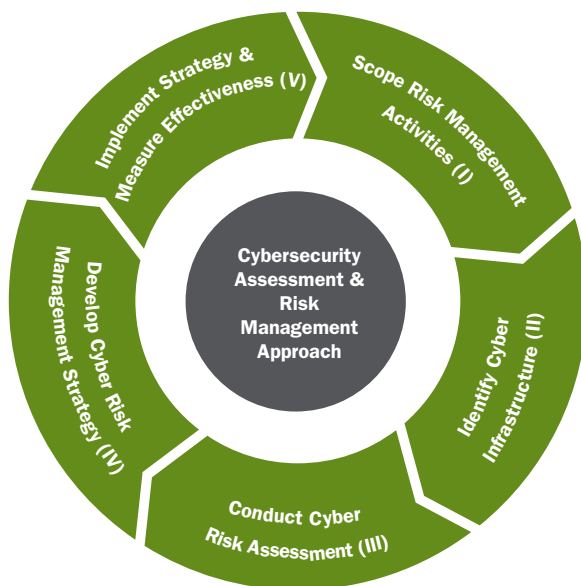 Cybersecurity
Assessment &
Risk
Management
Approach
Scope Risk Management
Activities (I)
Identify Cyber
Infrastructure (II)
Conduct Cyber
Risk Assessment (III)
Develop Cyber Risk
Management Strategy (IV)
Implement Strategy &
Measure Effectiveness (V)